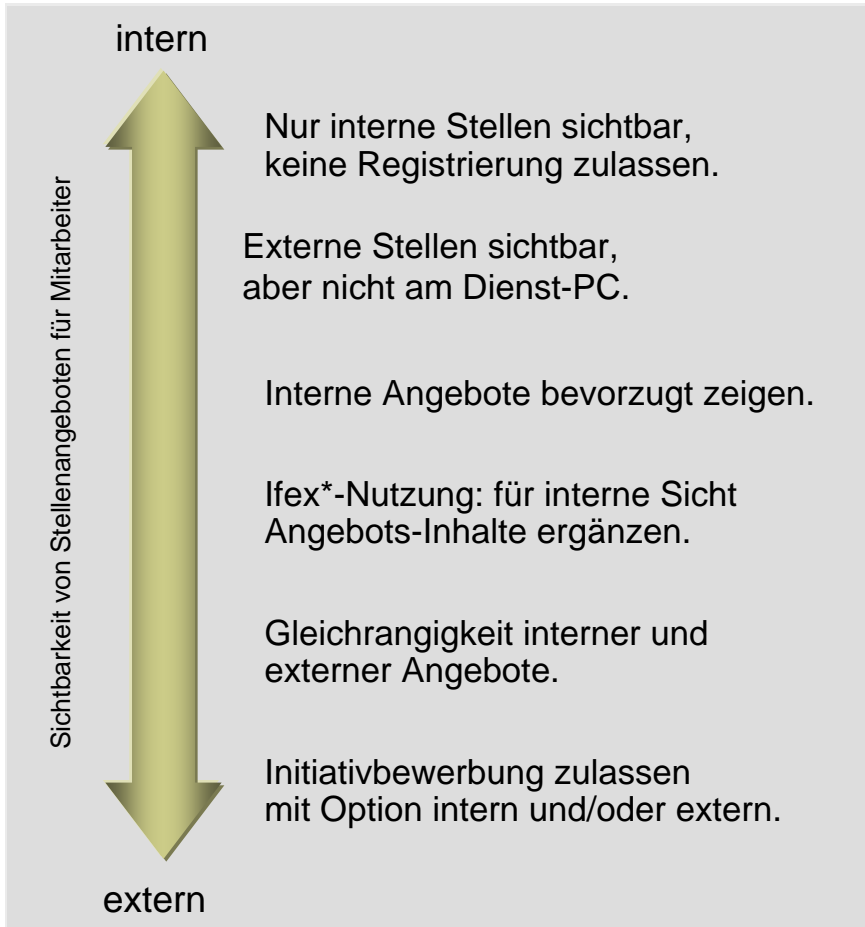 intern
Sichtbarkeit von Stellenangeboten für Mitarbeiter
Nur interne Stellen sichtbar,
keine Registrierung zulassen.
Externe Stellen sichtbar,
aber nicht am Dienst-PC.
Interne Angebote bevorzugt zeigen.
Ifex*-Nutzung: für interne Sicht
Angebots-Inhalte ergänzen.
Gleichrangigkeit interner und
externer Angebote.
Initiativbewerbung zulassen
mit Option intern und/oder extern.
extern